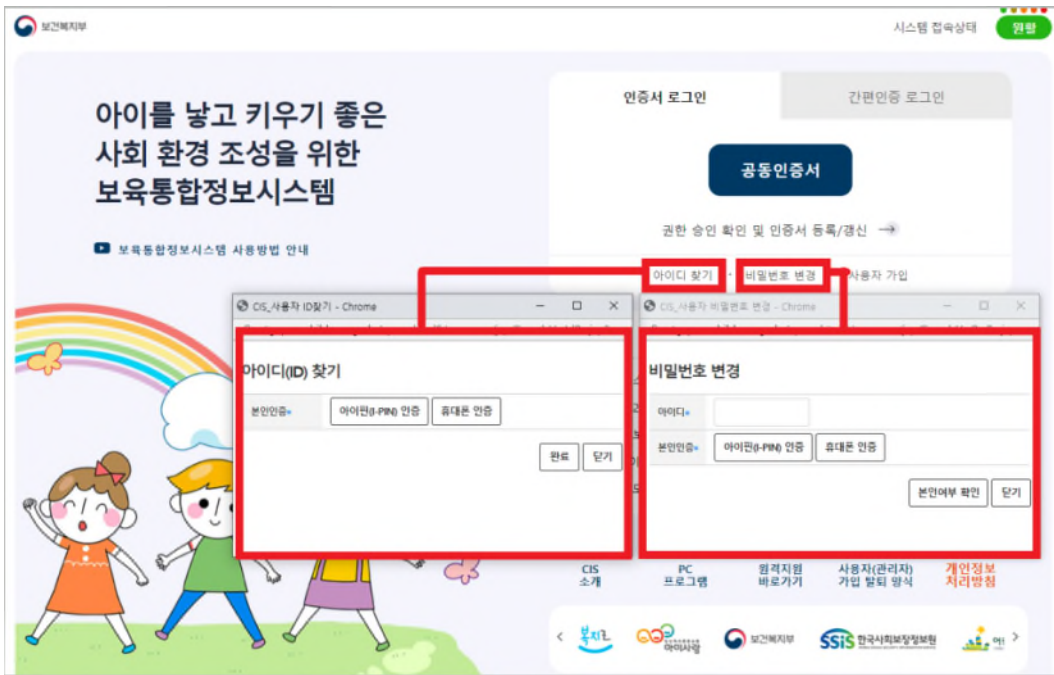 보건복지부
시스템 접속상태
원활
아이를 낳고 키우기 좋은
사회 환경 조성을 위한
보육통합정보시스템
보육통합정보시스템 사용방법 안내
인증서 로그인
간편인증 로그인
공동인증서
권한 승인 확인 및 인증서 등록/갱신 →
아이디 찾기 · 비밀번호 변경 사용자 가입
CIS_사용자 ID찾기 - Chrome
아이디(ID) 찾기
본인인증*
아이핀(I-PIN) 인증
휴대폰 인증
완료
닫기
CIS_사용자 비밀번호 변경 - Chrome
비밀번호 변경
아이디*
본인인증*
아이핀(I-PIN) 인증
휴대폰 인증
본인여부 확인
닫기
CIS
소개
PC
프로그램
원격지원
바로가기
사용자(관리자)
가입 탈퇴 양식
개인정보
처리방침
복지로
아이사랑
보건복지부
SSiS 한국사회보장정보원